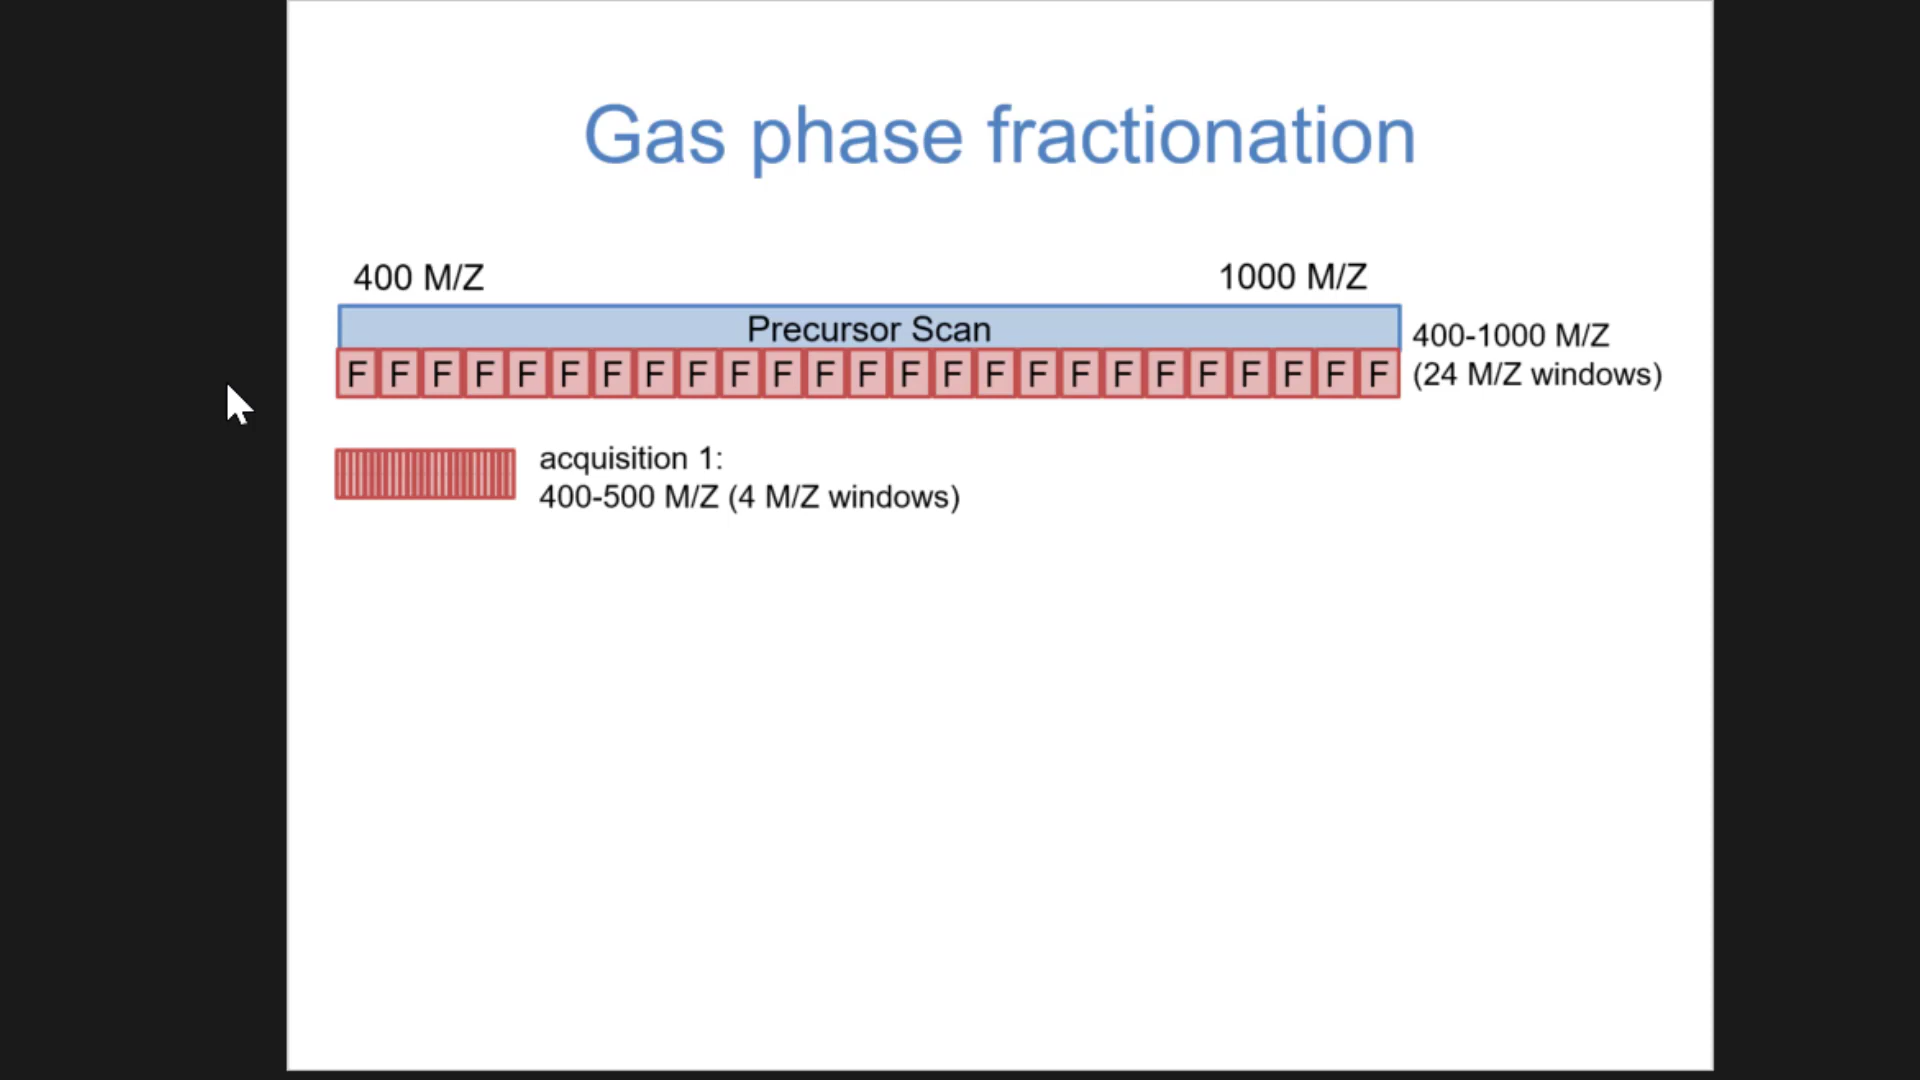 Gas phase fractionation
400 M/Z
1000 M/Z
Precursor Scan
400-1000 M/Z
F F F F F F F F F F F F F F F F F F F F F F F F F
(24 M/Z windows)
acquisition 1:
400-500 M/Z (4 M/Z windows)